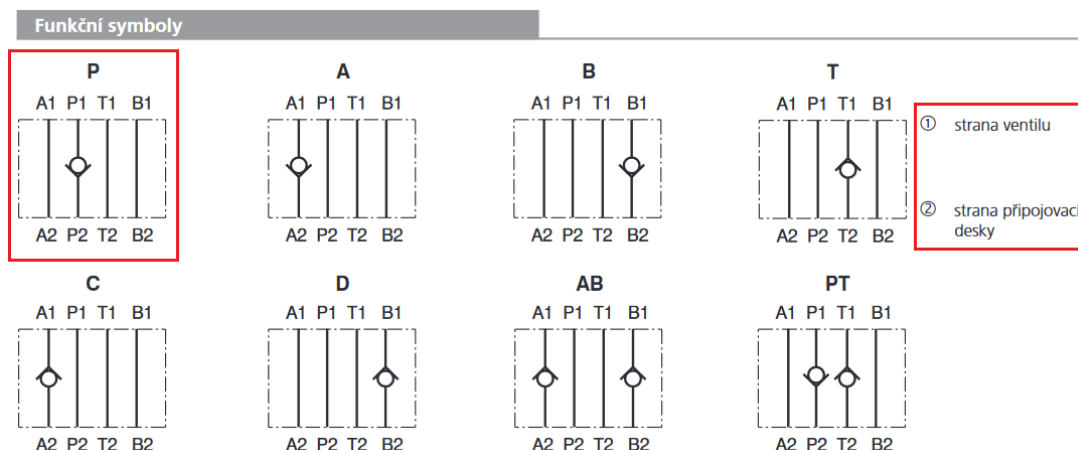 Funkční symboly
P A B T
A1 P1 T1 B1 A1 P1 T1 B1 A1 P1 T1 B1 A1 P1 T1 B1
① strana ventilu
② strana připojovací
desky
A2 P2 T2 B2 A2 P2 T2 B2 A2 P2 T2 B2 A2 P2 T2 B2
C D AB PT
A1 P1 T1 B1 A1 P1 T1 B1 A1 P1 T1 B1 A1 P1 T1 B1
A2 P2 T2 B2 A2 P2 T2 B2 A2 P2 T2 B2 A2 P2 T2 B2